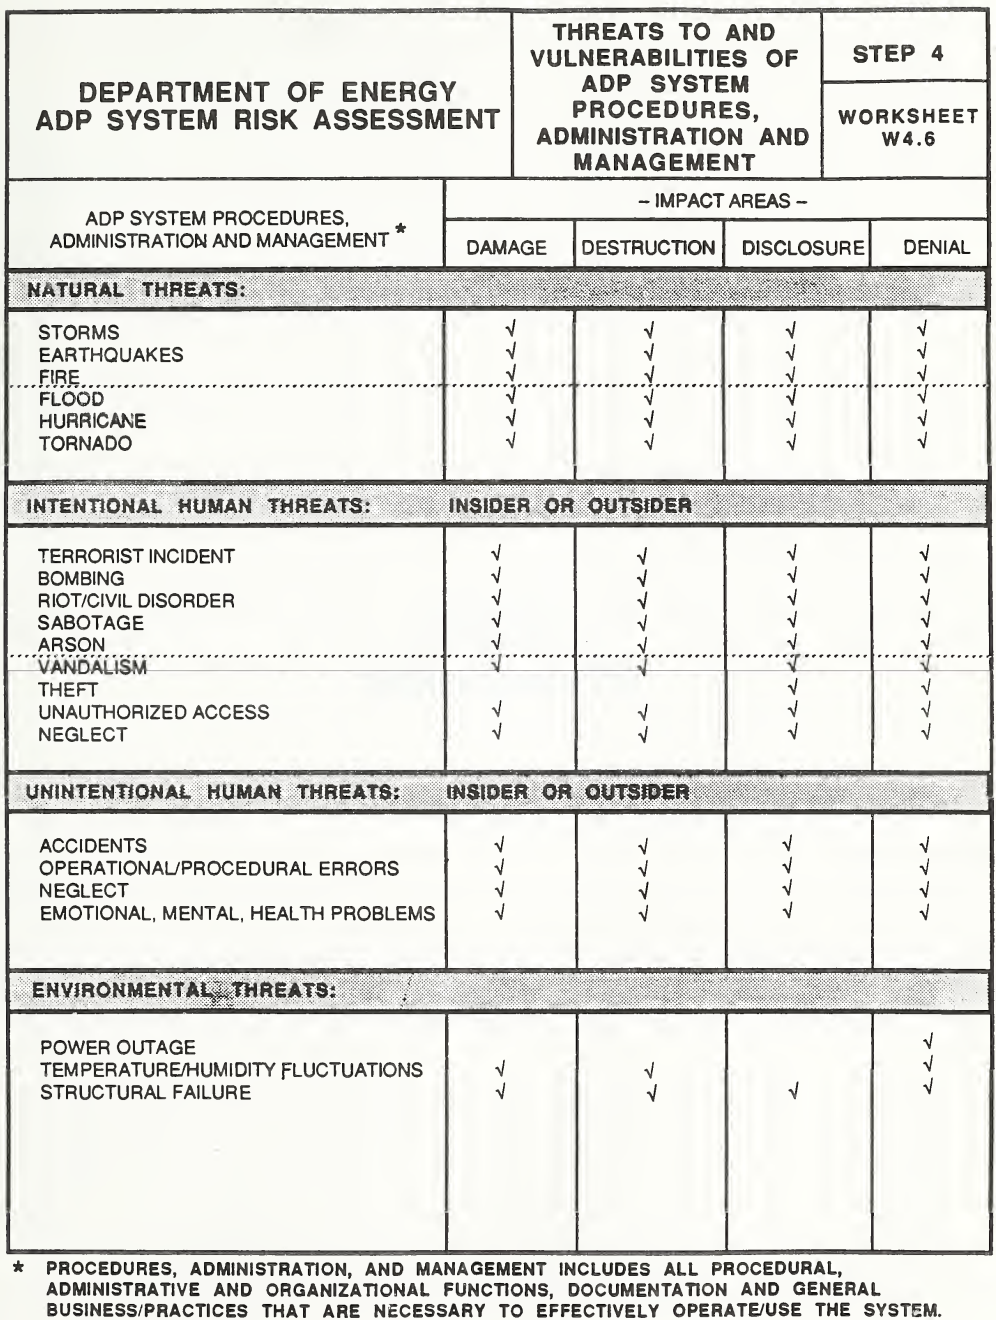 DEPARTMENT OF ENERGY
ADP SYSTEM RISK ASSESSMENT
THREATS TO AND
VULNERABILITIES OF
ADP SYSTEM
PROCEDURES,
ADMINISTRATION AND
MANAGEMENT
STEP 4
WORKSHEET
W4.6
ADP SYSTEM PROCEDURES,
ADMINISTRATION AND MANAGEMENT *
– IMPACT AREAS –
DAMAGE DESTRUCTION DISCLOSURE DENIAL
NATURAL THREATS:
STORMS √ √ √ √
EARTHQUAKES √ √ √ √
FIRE √ √ √ √
FLOOD √ √ √ √
HURRICANE √ √ √ √
TORNADO √ √ √ √
INTENTIONAL HUMAN THREATS: INSIDER OR OUTSIDER
TERRORIST INCIDENT √ √ √ √
BOMBING √ √ √ √
RIOT/CIVIL DISORDER √ √ √ √
SABOTAGE √ √ √ √
ARSON √ √ √ √
VANDALISM √ √ √ √
THEFT √ √
UNAUTHORIZED ACCESS √ √ √ √
NEGLECT √ √ √ √
UNINTENTIONAL HUMAN THREATS: INSIDER OR OUTSIDER
ACCIDENTS √ √ √ √
OPERATIONAL/PROCEDURAL ERRORS √ √ √ √
NEGLECT √ √ √ √
EMOTIONAL, MENTAL, HEALTH PROBLEMS √ √ √ √
ENVIRONMENTAL THREATS:
POWER OUTAGE √
TEMPERATURE/HUMIDITY FLUCTUATIONS √ √ √
STRUCTURAL FAILURE √ √ √ √
* PROCEDURES, ADMINISTRATION, AND MANAGEMENT INCLUDES ALL PROCEDURAL,
ADMINISTRATIVE AND ORGANIZATIONAL FUNCTIONS, DOCUMENTATION AND GENERAL
BUSINESS/PRACTICES THAT ARE NECESSARY TO EFFECTIVELY OPERATE/USE THE SYSTEM.